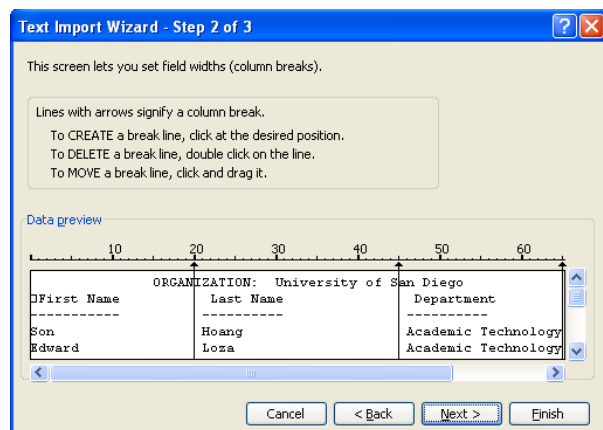 Text Import Wizard - Step 2 of 3
This screen lets you set field widths (column breaks).
Lines with arrows signify a column break.
To CREATE a break line, click at the desired position.
To DELETE a break line, double click on the line.
To MOVE a break line, click and drag it.
Data preview
10 20 30 40 50 60
ORGANIZATION: University of San Diego
□First Name Last Name Department
----------- ---------- ----------
Son Hoang Academic Technology
Edward Loza Academic Technology
Cancel < Back Next > Finish